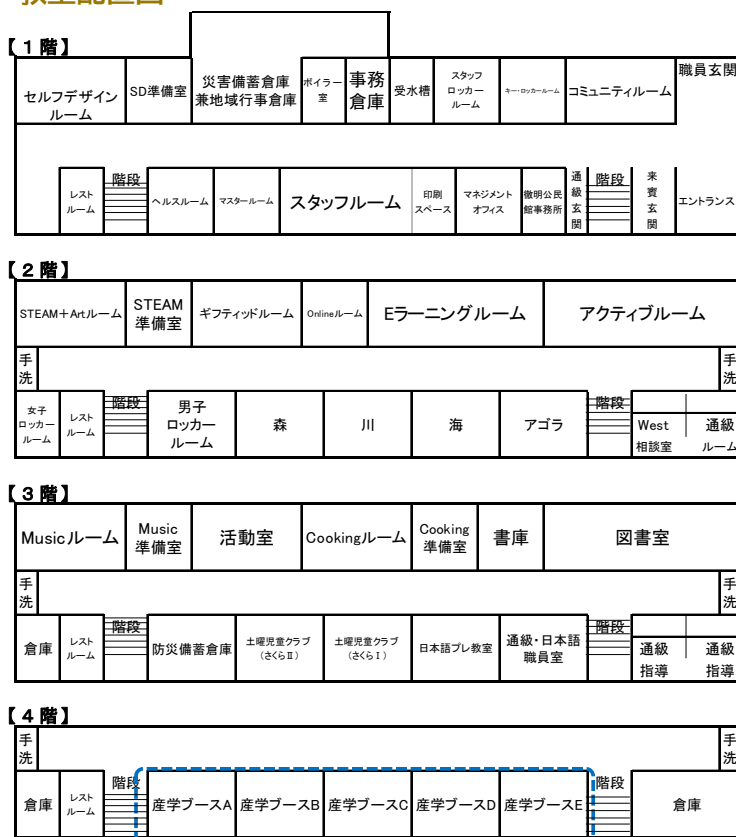 【１階】
セルフデザイン
ルーム
SD準備室
災害備蓄倉庫
兼地域行事倉庫
ボイラー
室
事務
倉庫
受水槽
スタッフ
ロッカー
ルーム
キー・ロッカールーム
コミュニティルーム
職員玄関
レスト
ルーム
階段
ヘルスルーム
マスタールーム
スタッフルーム
印刷
スペース
マネジメント
オフィス
徹明公民
館事務所
通級玄関
階段
来賓玄関
エントランス
【２階】
STEAM＋Artルーム
STEAM
準備室
ギフティッドルーム
Onlineルーム
Eラーニングルーム
アクティブルーム
手洗
手洗
女子
ロッカー
ルーム
レスト
ルーム
階段
男子
ロッカー
ルーム
森
川
海
アゴラ
階段
West
相談室
通級
ルーム
【３階】
Musicルーム
Music
準備室
活動室
Cookingルーム
Cooking
準備室
書庫
図書室
手洗
手洗
倉庫
レスト
ルーム
階段
防災備蓄倉庫
土曜児童クラブ
（さくらⅡ）
土曜児童クラブ
（さくらⅠ）
日本語プレ教室
通級・日本語
職員室
階段
通級
指導
通級
指導
【４階】
手洗
手洗
倉庫
レスト
ルーム
階段
産学ブースA
産学ブースB
産学ブースC
産学ブースD
産学ブースE
階段
倉庫